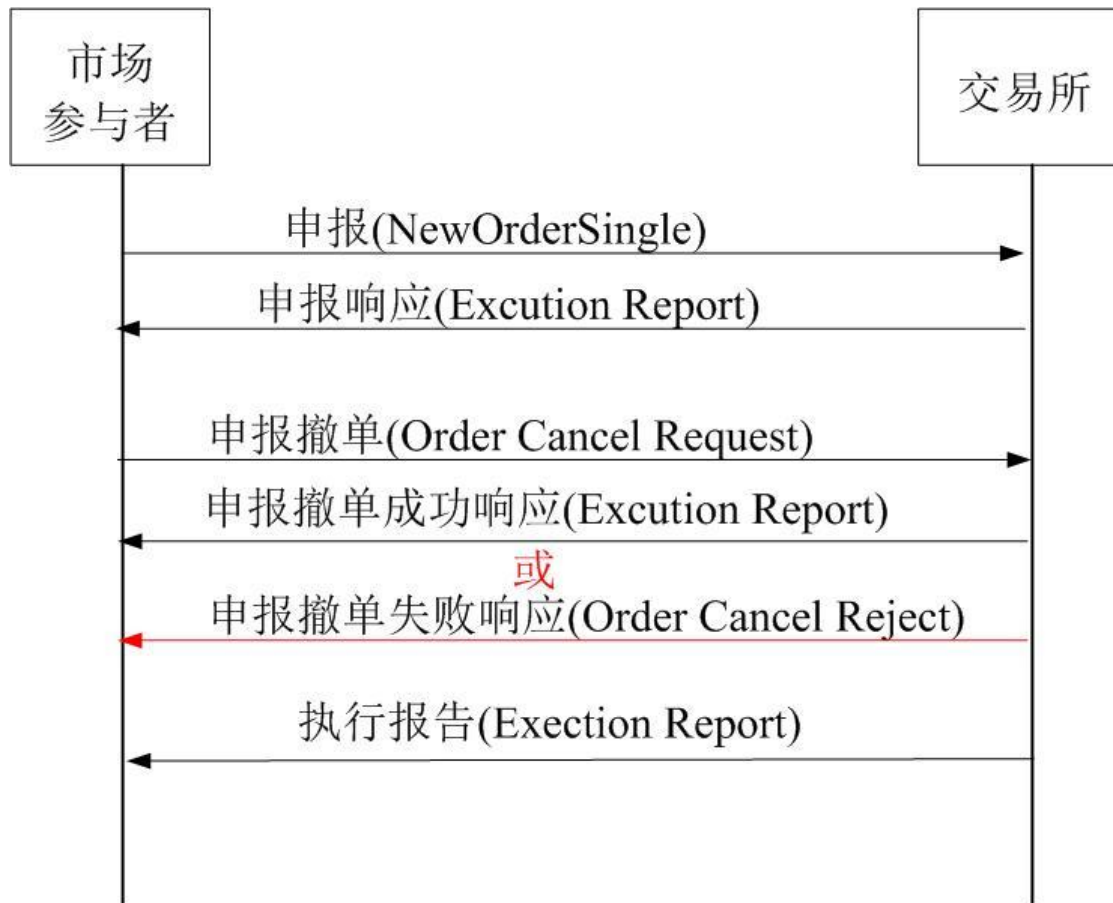 市场
参与者
交易所
申报(NewOrderSingle)
申报响应(Excution Report)
申报撤单(Order Cancel Request)
申报撤单成功响应(Excution Report)
或
申报撤单失败响应(Order Cancel Reject)
执行报告(Exection Report)